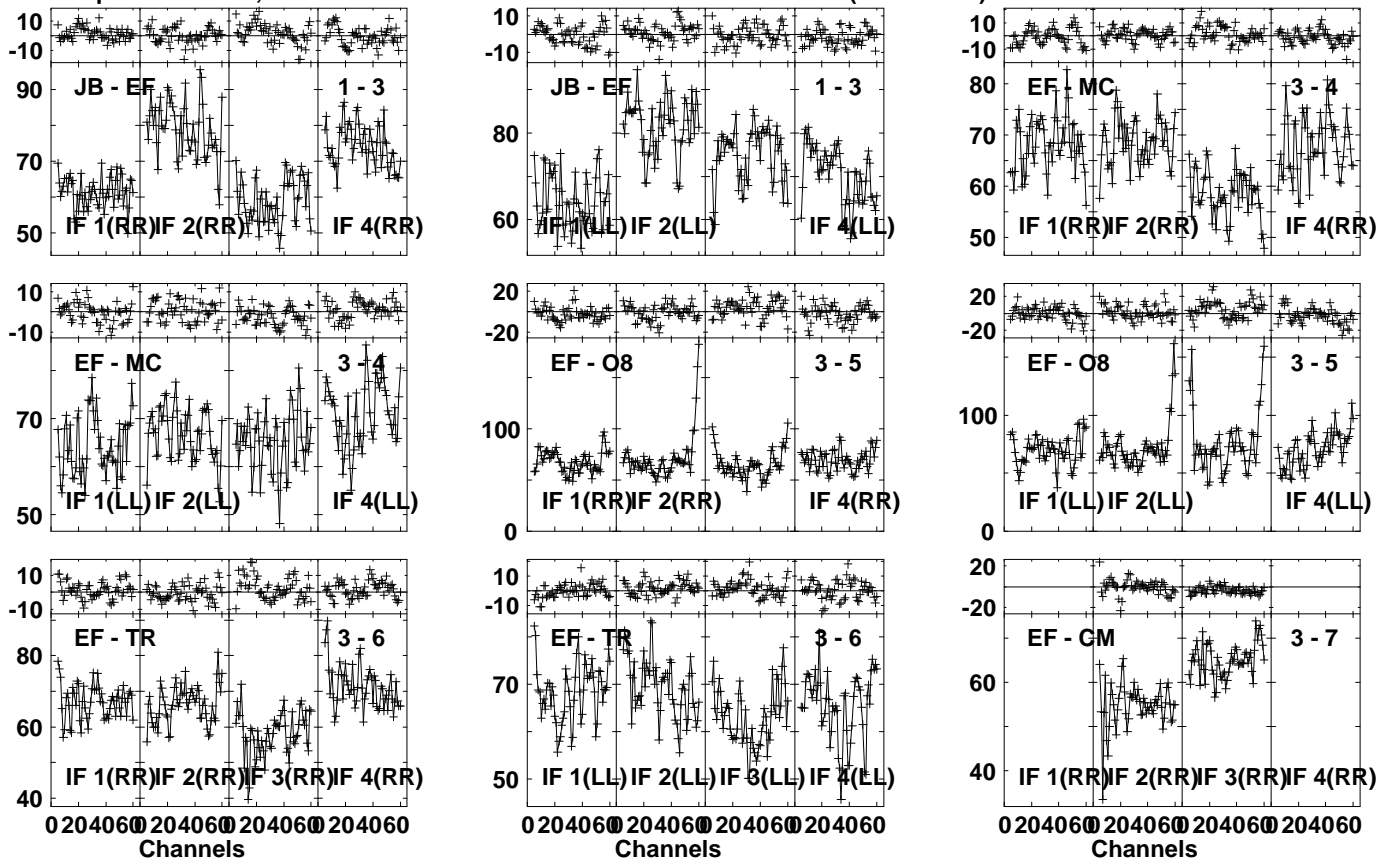 10
-10
90
70
50
JB - EF
1 - 3
IF 1(RR) IF 2(RR) IF 4(RR)
10
-10
80
60
JB - EF
1 - 3
IF 1(LL) IF 2(LL) IF 4(LL)
10
-10
80
70
60
50
EF - MC
3 - 4
IF 1(RR) IF 2(RR) IF 4(RR)
10
-10
70
50
EF - MC
3 - 4
IF 1(LL) IF 2(LL) IF 4(LL)
20
-20
100
0
EF - O8
3 - 5
IF 1(RR) IF 2(RR) IF 4(RR)
20
-20
100
0
EF - O8
3 - 5
IF 1(LL) IF 2(LL) IF 4(LL)
10
-10
80
60
40
EF - TR
3 - 6
IF 1(RR) IF 2(RR) IF 3(RR) IF 4(RR)
0 204060 0 204060 0 204060 0 204060
Channels
10
-10
70
50
EF - TR
3 - 6
IF 1(LL) IF 2(LL) IF 3(LL) IF 4(LL)
0 204060 0 204060 0 204060 0 204060
Channels
20
-20
60
40
EF - CM
3 - 7
IF 1(RR) IF 2(RR) IF 3(RR) IF 4(RR)
0 204060 0 204060 0 204060 0 204060
Channels